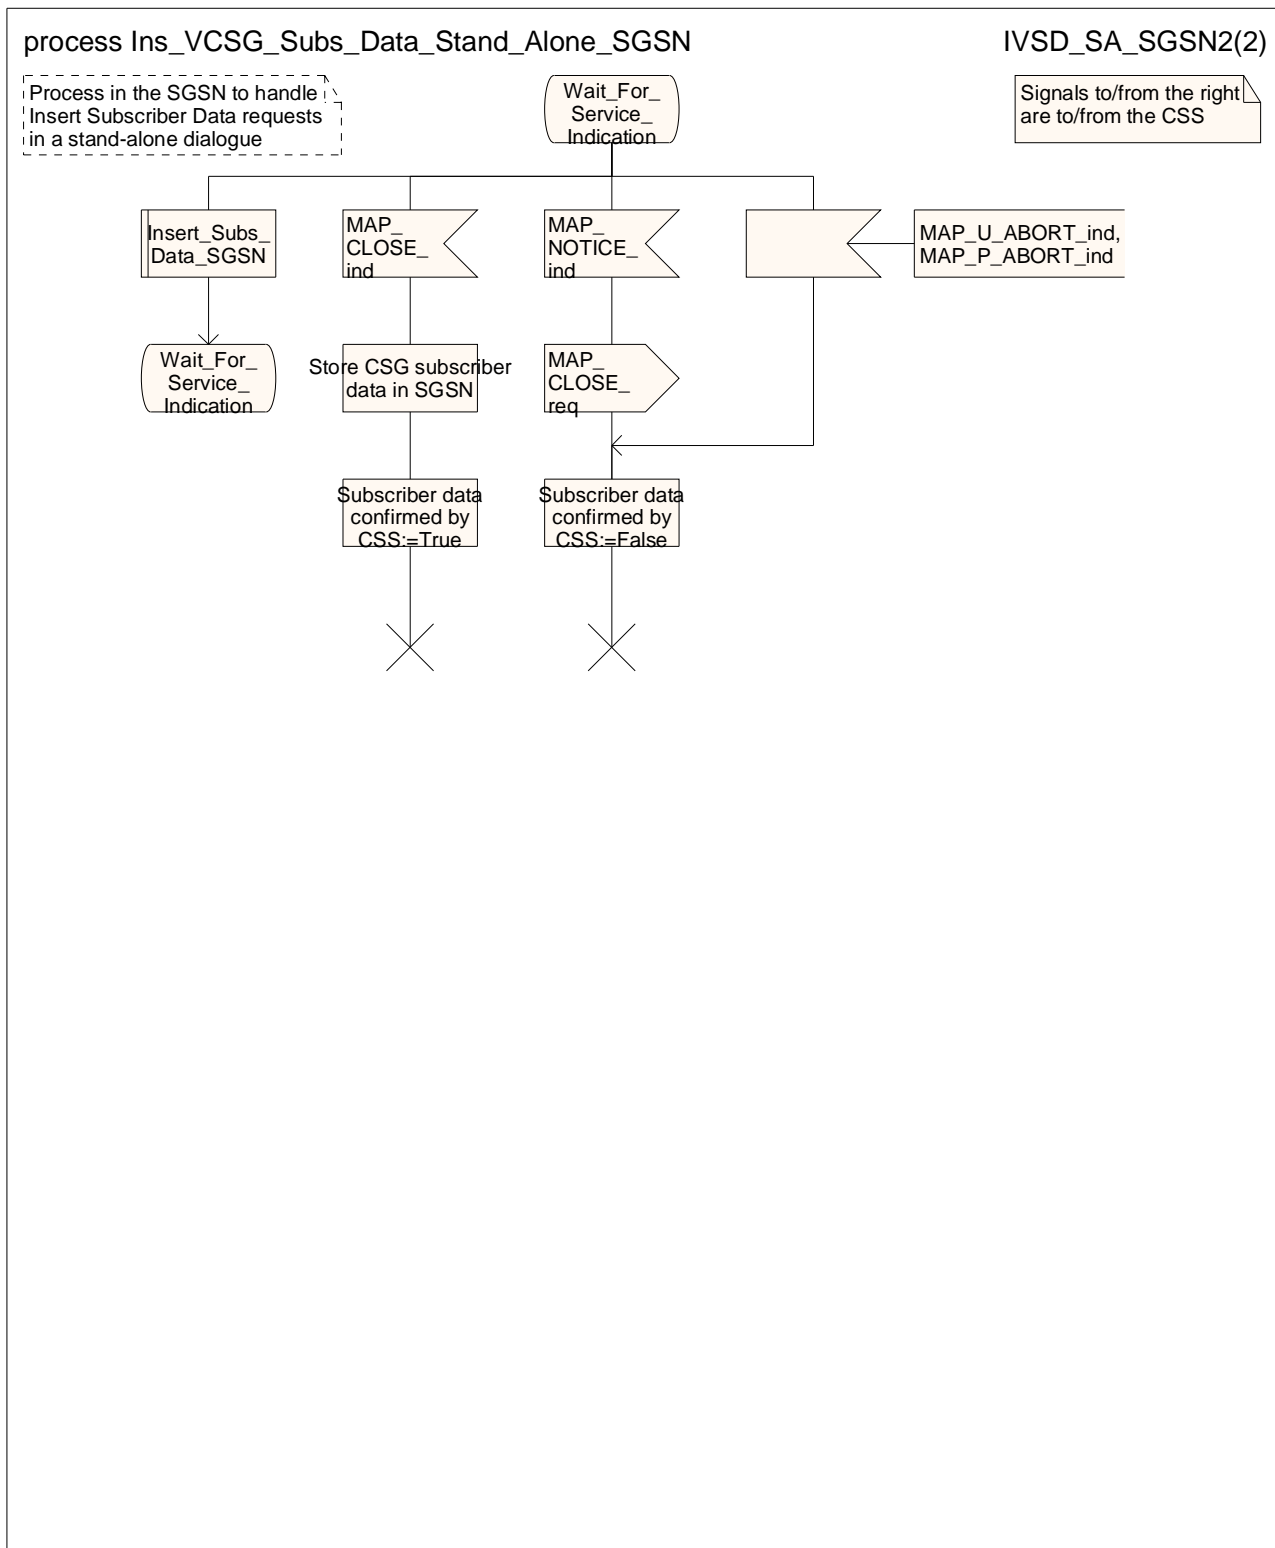 process Ins_VCSG_Subs_Data_Stand_Alone_SGSN
IVSD_SA_SGSN2(2)
Process in the SGSN to handle
Insert Subscriber Data requests
in a stand-alone dialogue
Wait_For_
Service_
Indication
Signals to/from the right
are to/from the CSS
Insert_Subs_
Data_SGSN
MAP_
CLOSE_
ind
MAP_
NOTICE_
ind
MAP_U_ABORT_ind,
MAP_P_ABORT_ind
Wait_For_
Service_
Indication
Store CSG subscriber
data in SGSN
MAP_
CLOSE_
req
Subscriber data
confirmed by
CSS:=True
Subscriber data
confirmed by
CSS:=False